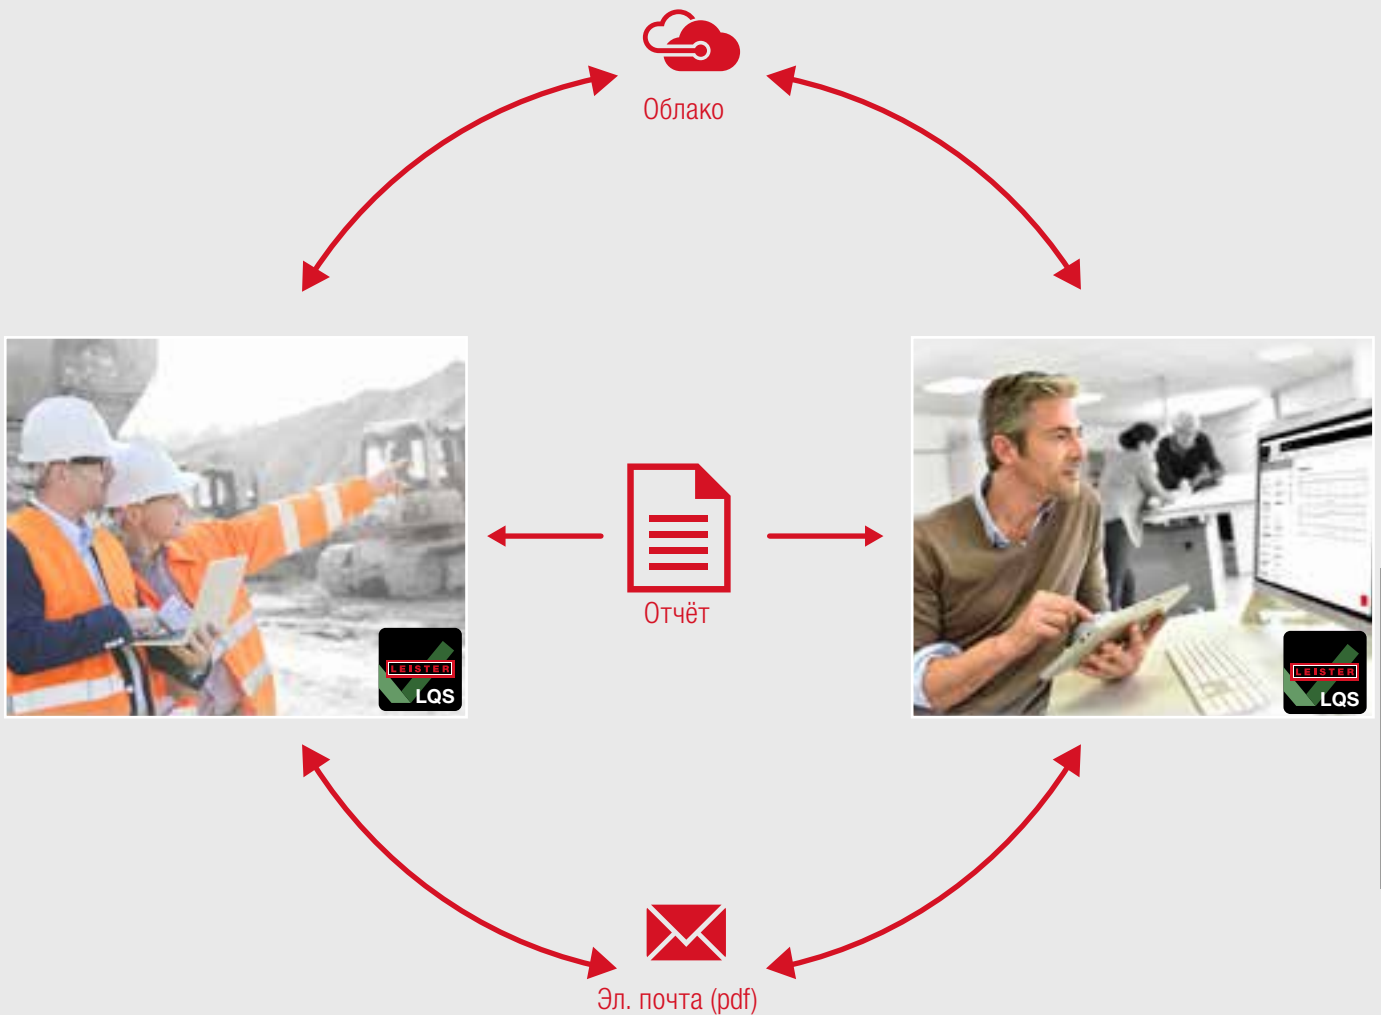 Облако
Отчёт
LEISTER
LQS
LEISTER
LQS
Эл. почта (pdf)